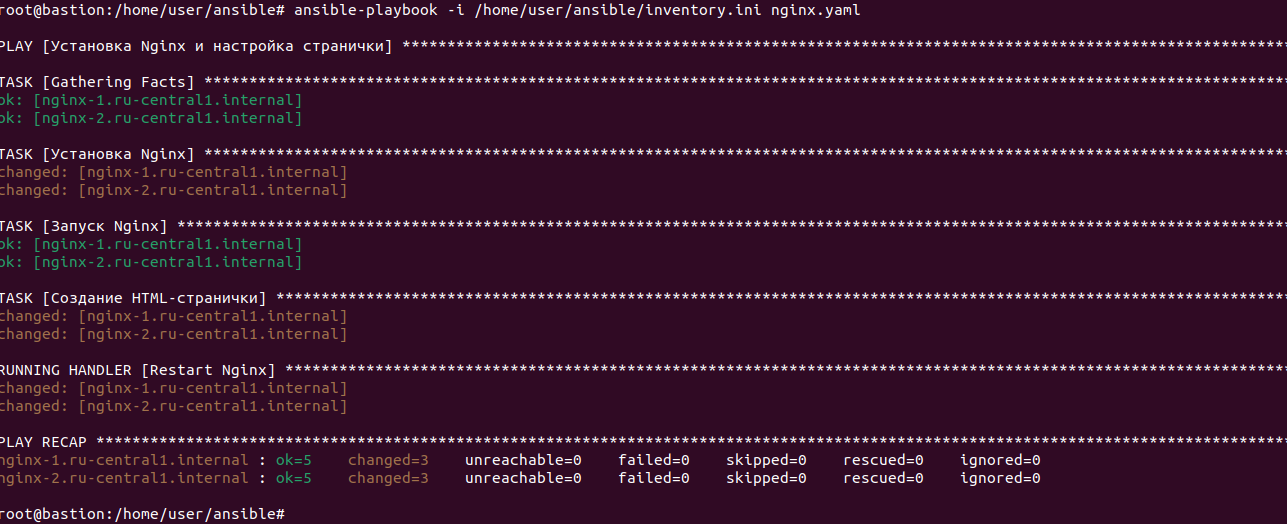 root@bastion:/home/user/ansible# ansible-playbook -i /home/user/ansible/inventory.ini nginx.yaml
PLAY [Установка Nginx и настройка странички] ****************************************************************************************************
TASK [Gathering Facts] **************************************************************************************************************************
ok: [nginx-1.ru-central1.internal]
ok: [nginx-2.ru-central1.internal]
TASK [Установка Nginx] **************************************************************************************************************************
changed: [nginx-1.ru-central1.internal]
changed: [nginx-2.ru-central1.internal]
TASK [Запуск Nginx] *****************************************************************************************************************************
ok: [nginx-1.ru-central1.internal]
ok: [nginx-2.ru-central1.internal]
TASK [Создание HTML-странички] ******************************************************************************************************************
changed: [nginx-1.ru-central1.internal]
changed: [nginx-2.ru-central1.internal]
RUNNING HANDLER [Restart Nginx] *****************************************************************************************************************
changed: [nginx-1.ru-central1.internal]
changed: [nginx-2.ru-central1.internal]
PLAY RECAP **************************************************************************************************************************************
nginx-1.ru-central1.internal : ok=5    changed=3    unreachable=0    failed=0    skipped=0    rescued=0    ignored=0
nginx-2.ru-central1.internal : ok=5    changed=3    unreachable=0    failed=0    skipped=0    rescued=0    ignored=0
root@bastion:/home/user/ansible#